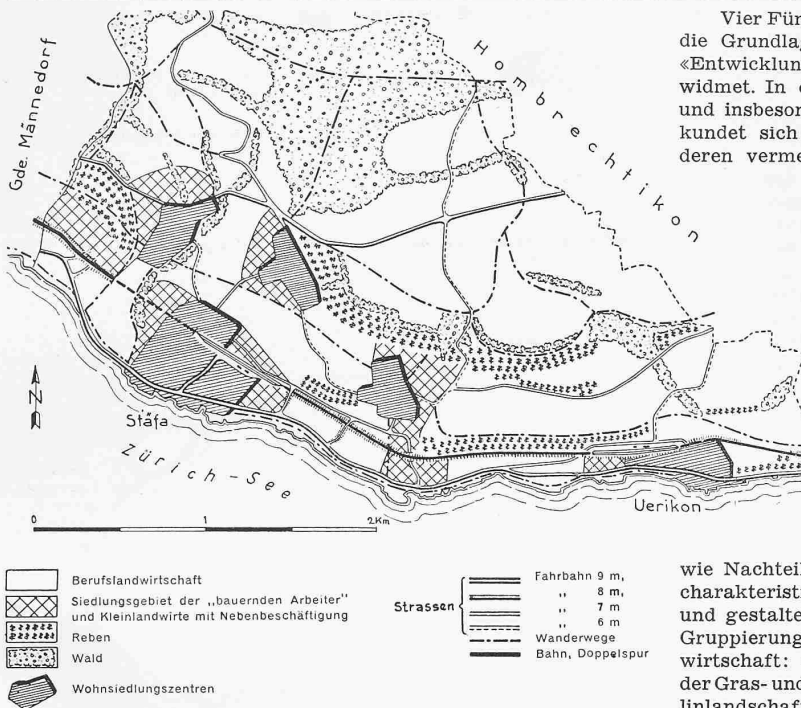 Gde. Männedorf
Hombrechtikon
Vier Fün
die Grundlag
«Entwicklun
widmet. In d
und insbeson
kundet sich
deren verme
N
Stäfa
Zürich-See
Uerikon
0 1 2 Km
Berufslandwirtschaft
Siedlungsgebiet der „bauernden Arbeiter"
und Kleinlandwirte mit Nebenbeschäftigung
Reben
Wald
Wohnsiedlungszentren
Strassen
Fahrbahn 9 m,
„ 8 m,
„ 7 m
„ 6 m
Wanderwege
Bahn, Doppelspur
wie Nachteil
charakteristi
und gestalte
Gruppierung
wirtschaft:
der Gras- und
linlandschaft